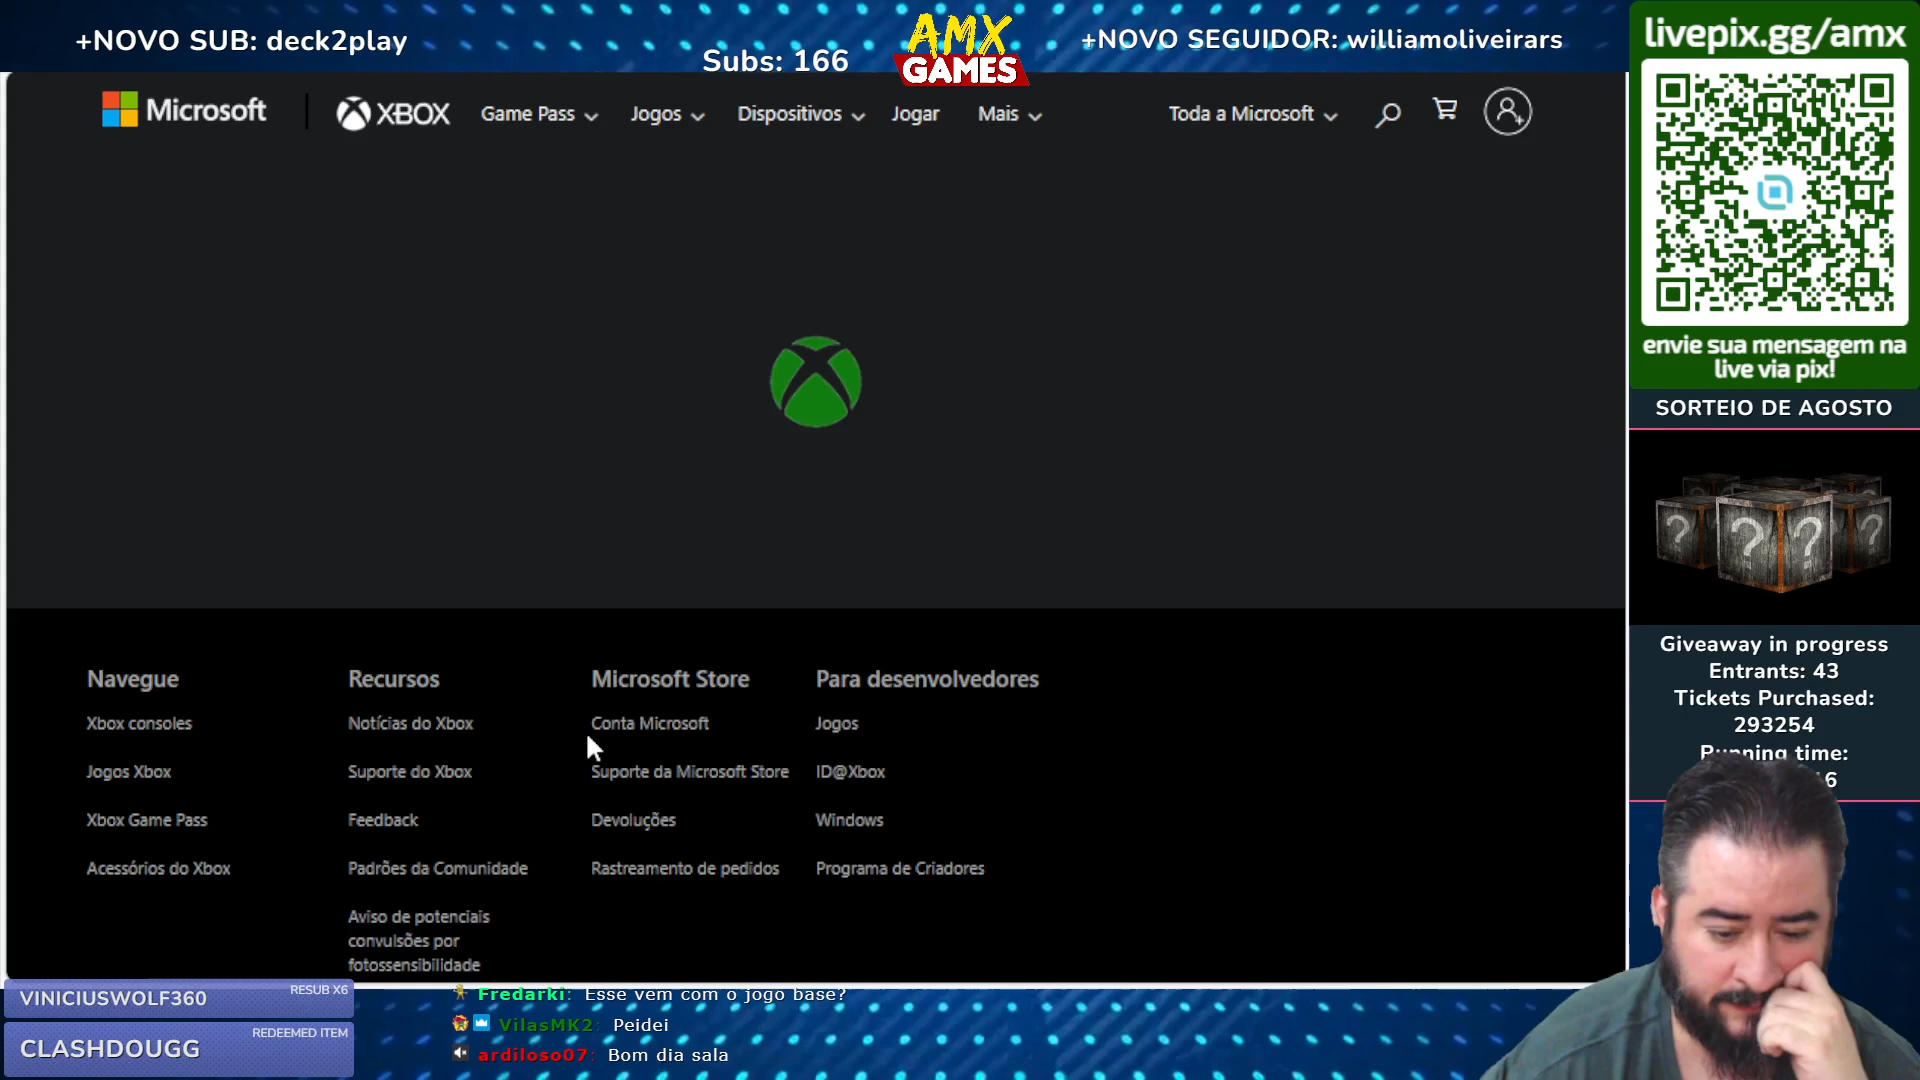 +NOVO SUB: deck2play
Subs: 166
AMX
GAMES
+NOVO SEGUIDOR: williamoliveirars
livepix.gg/amx
Microsoft
XBOX
Game Pass
Jogos
Dispositivos
Jogar
Mais
Toda a Microsoft
envie sua mensagem na
live via pix!
SORTEIO DE AGOSTO
? ? ? ?
Giveaway in progress
Entrants: 43
Tickets Purchased:
293254
Running time:
6
Navegue
Xbox consoles
Jogos Xbox
Xbox Game Pass
Acessórios do Xbox
Recursos
Notícias do Xbox
Suporte do Xbox
Feedback
Padrões da Comunidade
Aviso de potenciais
convulsões por
fotossensibilidade
Microsoft Store
Conta Microsoft
Suporte da Microsoft Store
Devoluções
Rastreamento de pedidos
Para desenvolvedores
Jogos
ID@Xbox
Windows
Programa de Criadores
VINICIUSWOLF360
RESUB X6
CLASHDOUGG
REDEEMED ITEM
Fredarki: Esse vem com o jogo base?
VilasMK2: Peidei
ardiloso07: Bom dia sala